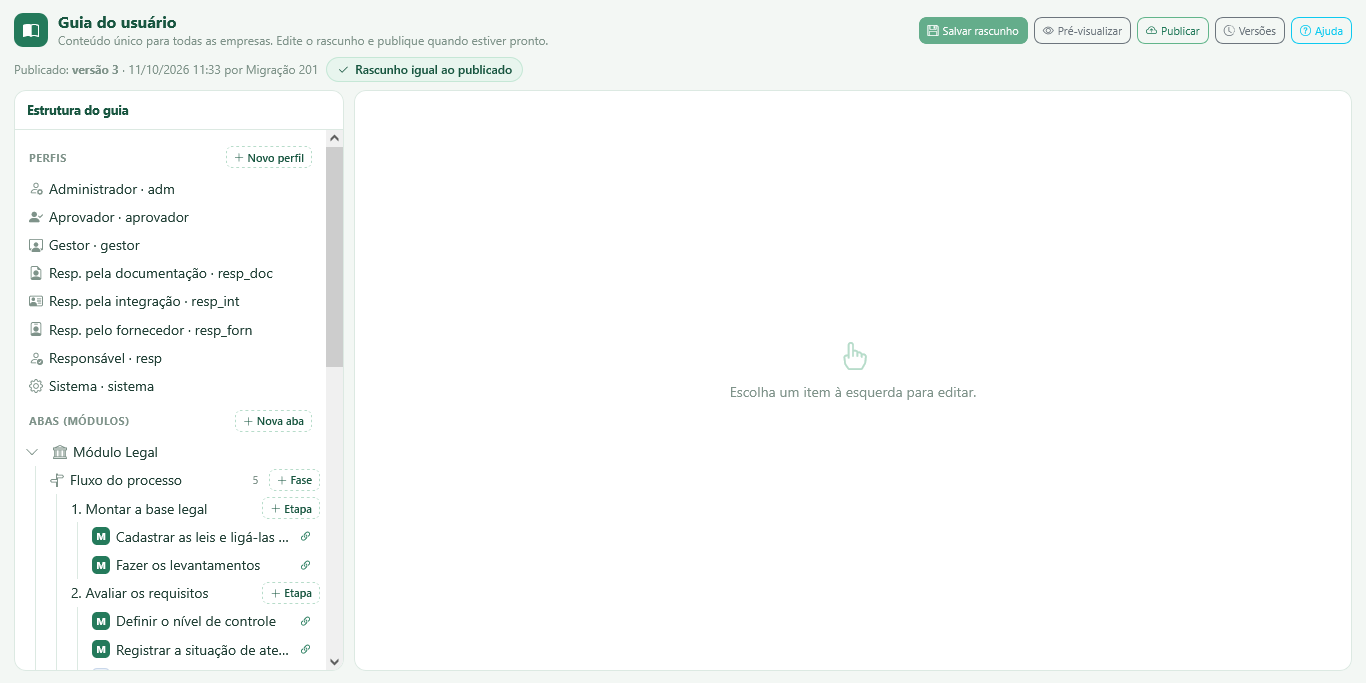 Guia do usuário
Conteúdo único para todas as empresas. Edite o rascunho e publique quando estiver pronto.
Salvar rascunho
Pré-visualizar
Publicar
Versões
Ajuda
Publicado: versão 3 · 11/10/2026 11:33 por Migração 201
Rascunho igual ao publicado
Estrutura do guia
PERFIS
Novo perfil
Administrador · adm
Aprovador · aprovador
Gestor · gestor
Resp. pela documentação · resp_doc
Resp. pela integração · resp_int
Resp. pelo fornecedor · resp_forn
Responsável · resp
Sistema · sistema
ABAS (MÓDULOS)
Nova aba
Módulo Legal
Fluxo do processo 5
+ Fase
1. Montar a base legal
+ Etapa
M Cadastrar as leis e ligá-las ...
M Fazer os levantamentos
2. Avaliar os requisitos
+ Etapa
M Definir o nível de controle
M Registrar a situação de ate...
Escolha um item à esquerda para editar.